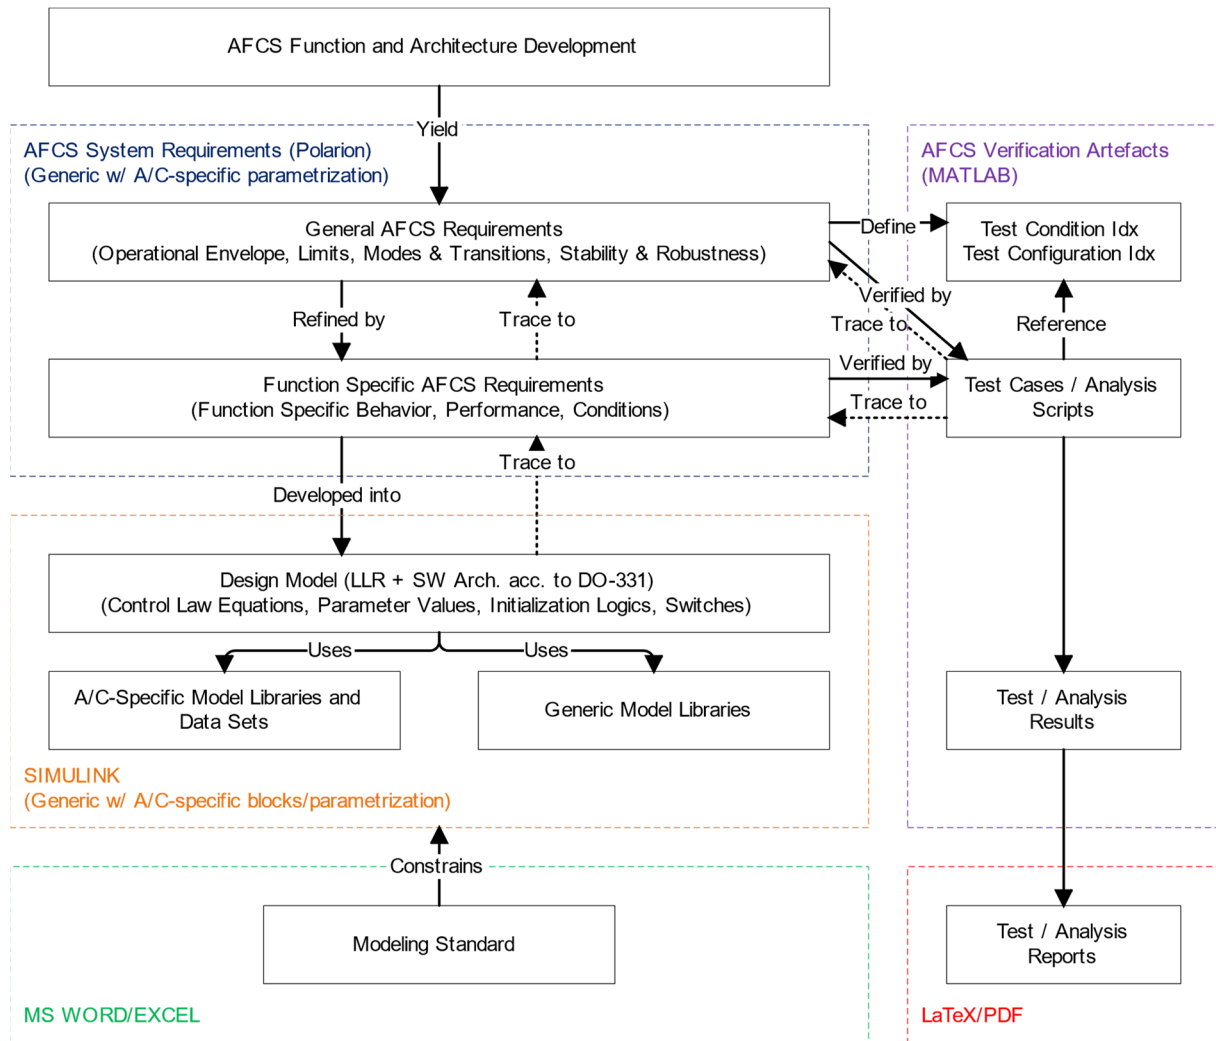 AFCS Function and Architecture Development
Yield
AFCS System Requirements (Polarion)
(Generic w/ A/C-specific parametrization)
AFCS Verification Artefacts
(MATLAB)
General AFCS Requirements
(Operational Envelope, Limits, Modes & Transitions, Stability & Robustness)
Define
Test Condition Idx
Test Configuration Idx
Refined by
Trace to
Verified by
Trace to
Reference
Function Specific AFCS Requirements
(Function Specific Behavior, Performance, Conditions)
Verified by
Trace to
Test Cases / Analysis
Scripts
Trace to
Developed into
Design Model (LLR + SW Arch. acc. to DO-331)
(Control Law Equations, Parameter Values, Initialization Logics, Switches)
Uses
Uses
A/C-Specific Model Libraries and
Data Sets
Generic Model Libraries
Test / Analysis
Results
SIMULINK
(Generic w/ A/C-specific blocks/parametrization)
Constrains
Modeling Standard
Test / Analysis
Reports
MS WORD/EXCEL
LaTeX/PDF